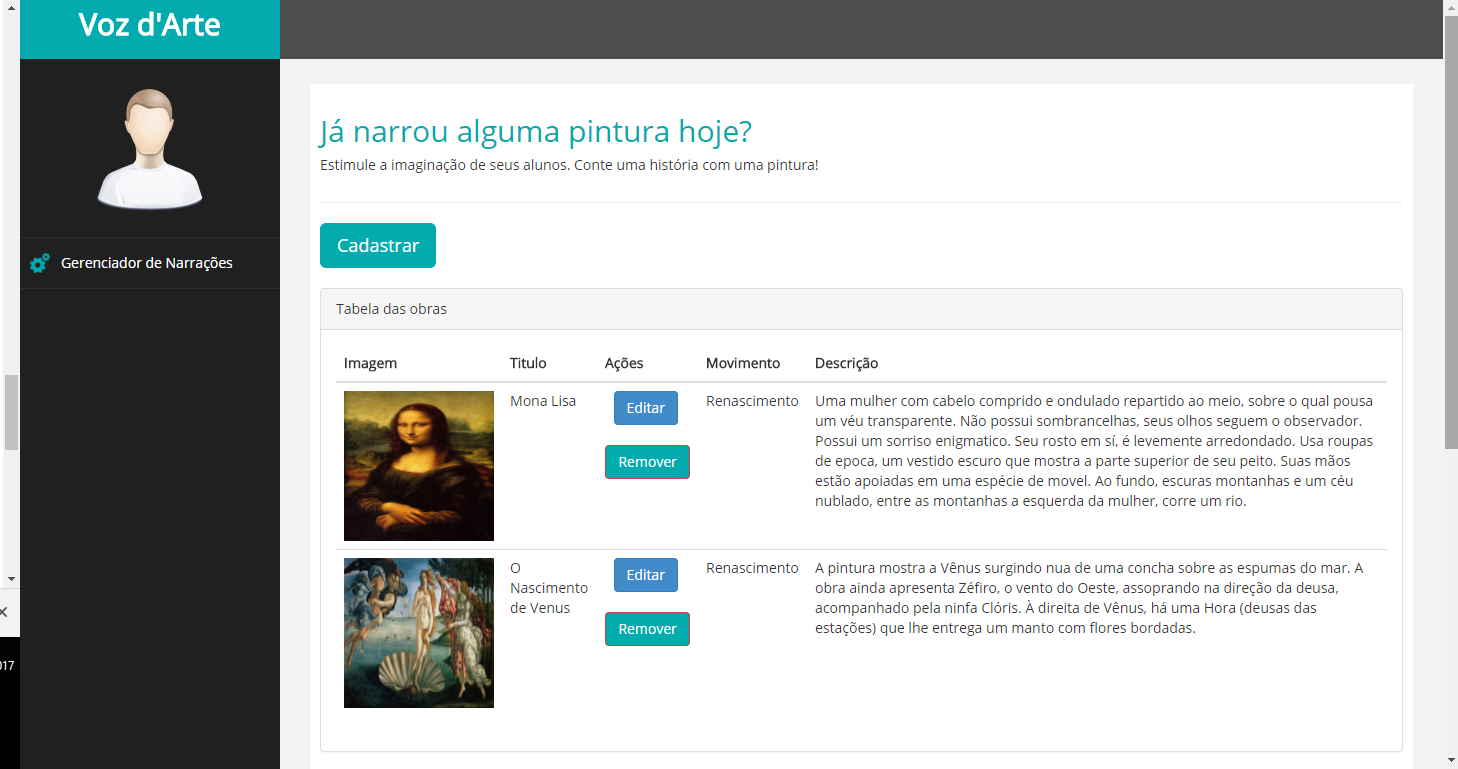 Voz d'Arte
Gerenciador de Narrações
Já narrou alguma pintura hoje?
Estimule a imaginação de seus alunos. Conte uma história com uma pintura!
Cadastrar
Tabela das obras
Imagem Titulo Ações Movimento Descrição
Mona Lisa
Editar
Remover
Renascimento
Uma mulher com cabelo comprido e ondulado repartido ao meio, sobre o qual pousa
um véu transparente. Não possui sombrancelhas, seus olhos seguem o observador.
Possui um sorriso enigmatico. Seu rosto em sí, é levemente arredondado. Usa roupas
de epoca, um vestido escuro que mostra a parte superior de seu peito. Suas mãos
estão apoiadas em uma espécie de movel. Ao fundo, escuras montanhas e um céu
nublado, entre as montanhas a esquerda da mulher, corre um rio.
O
Nascimento
de Venus
Editar
Remover
Renascimento
A pintura mostra a Vênus surgindo nua de uma concha sobre as espumas do mar. A
obra ainda apresenta Zéfiro, o vento do Oeste, assoprando na direção da deusa,
acompanhado pela ninfa Clóris. À direita de Vênus, há uma Hora (deusas das
estações) que lhe entrega um manto com flores bordadas.
017